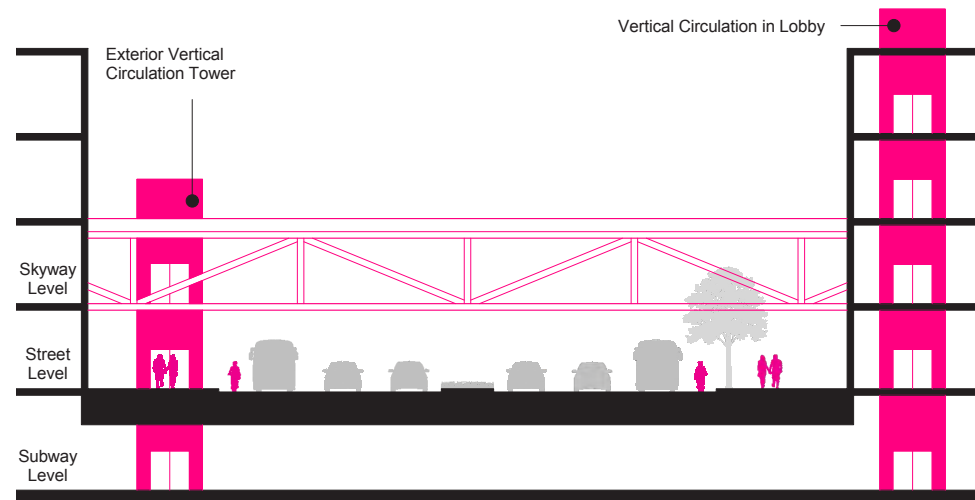 Vertical Circulation in Lobby
Exterior Vertical
Circulation Tower
Skyway
Level
Street
Level
Subway
Level